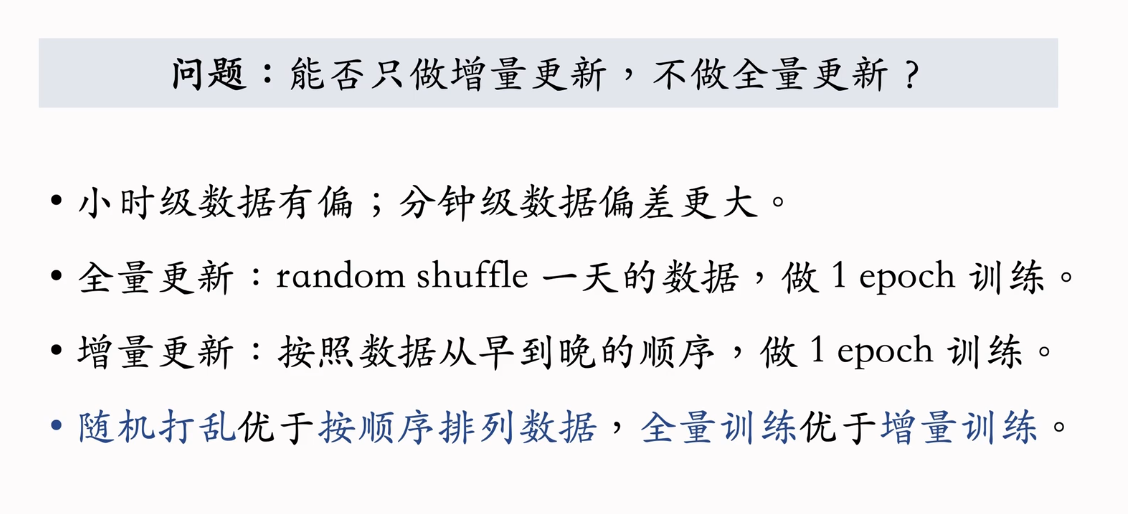 问题：能否只做增量更新，不做全量更新？
• 小时级数据有偏；分钟级数据偏差更大。
• 全量更新：random shuffle 一天的数据，做 1 epoch 训练。
• 增量更新：按照数据从早到晚的顺序，做 1 epoch 训练。
• 随机打乱优于按顺序排列数据，全量训练优于增量训练。